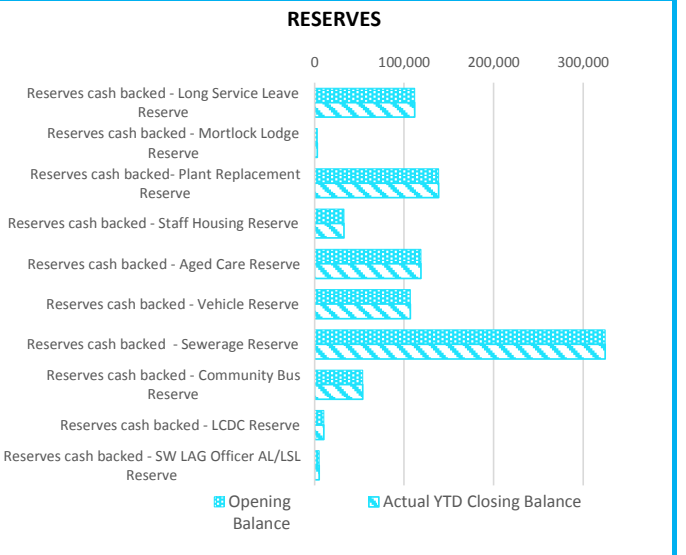 RESERVES
0 100,000 200,000 300,000
Reserves cash backed - Long Service Leave
Reserve
Reserves cash backed - Mortlock Lodge
Reserve
Reserves cash backed- Plant Replacement
Reserve
Reserves cash backed - Staff Housing Reserve
Reserves cash backed - Aged Care Reserve
Reserves cash backed - Vehicle Reserve
Reserves cash backed  - Sewerage Reserve
Reserves cash backed - Community Bus
Reserve
Reserves cash backed - LCDC Reserve
Reserves cash backed - SW LAG Officer AL/LSL
Reserve
Opening
Balance
Actual YTD Closing Balance